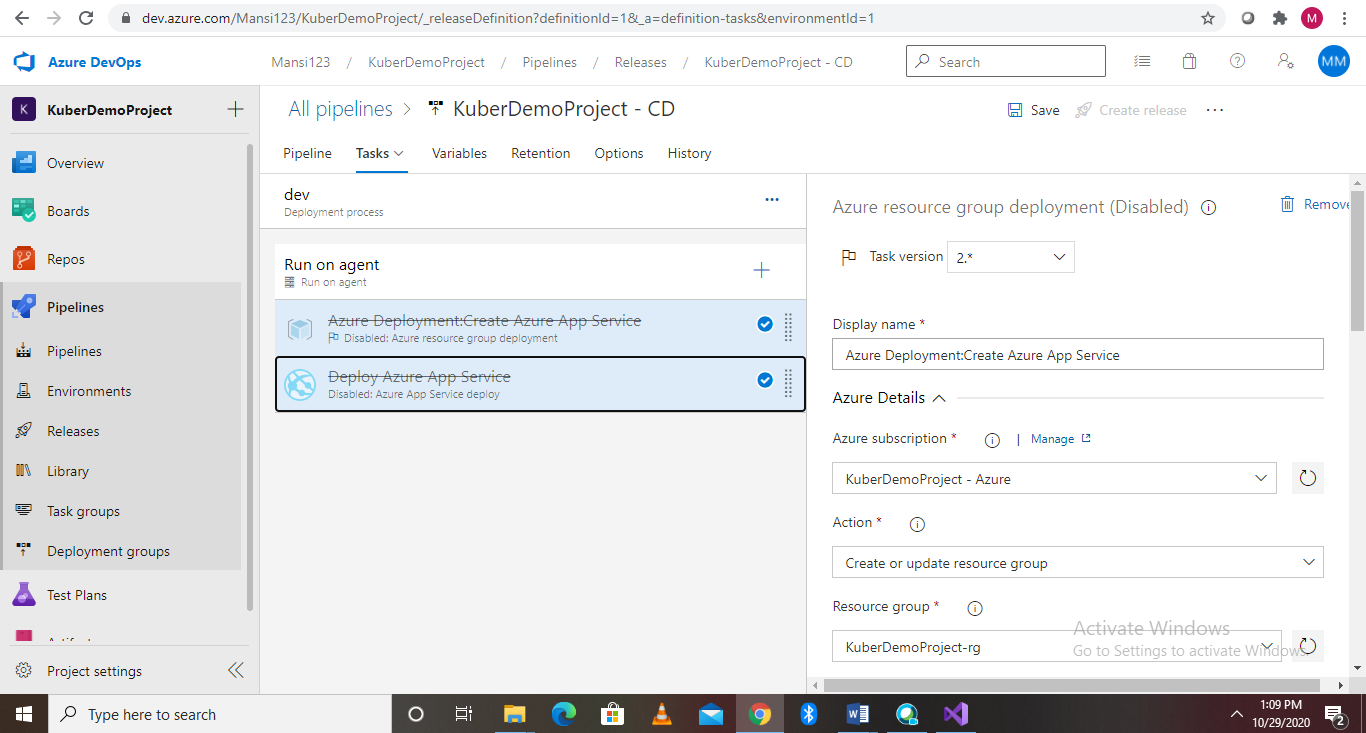 dev.azure.com/Mansi123/KuberDemoProject/_releaseDefinition?definitionId=1&_a=definition-tasks&environmentId=1
M
Azure DevOps
Mansi123 / KuberDemoProject / Pipelines / Releases / KuberDemoProject - CD
Search
MM
K
KuberDemoProject
Overview
Boards
Repos
Pipelines
Pipelines
Environments
Releases
Library
Task groups
Deployment groups
Test Plans
Project settings
All pipelines > KuberDemoProject - CD
Save
Create release
Pipeline Tasks Variables Retention Options History
dev
Deployment process
Run on agent
Run on agent
Azure Deployment:Create Azure App Service
Disabled: Azure resource group deployment
Deploy Azure App Service
Disabled: Azure App Service deploy
Azure resource group deployment (Disabled)
Remove
Task version 2.*
Display name *
Azure Deployment:Create Azure App Service
Azure Details
Azure subscription * | Manage
KuberDemoProject - Azure
Action *
Create or update resource group
Resource group *
KuberDemoProject-rg
Activate Windows
Go to Settings to activate Windows.
Type here to search
1:09 PM
10/29/2020
2